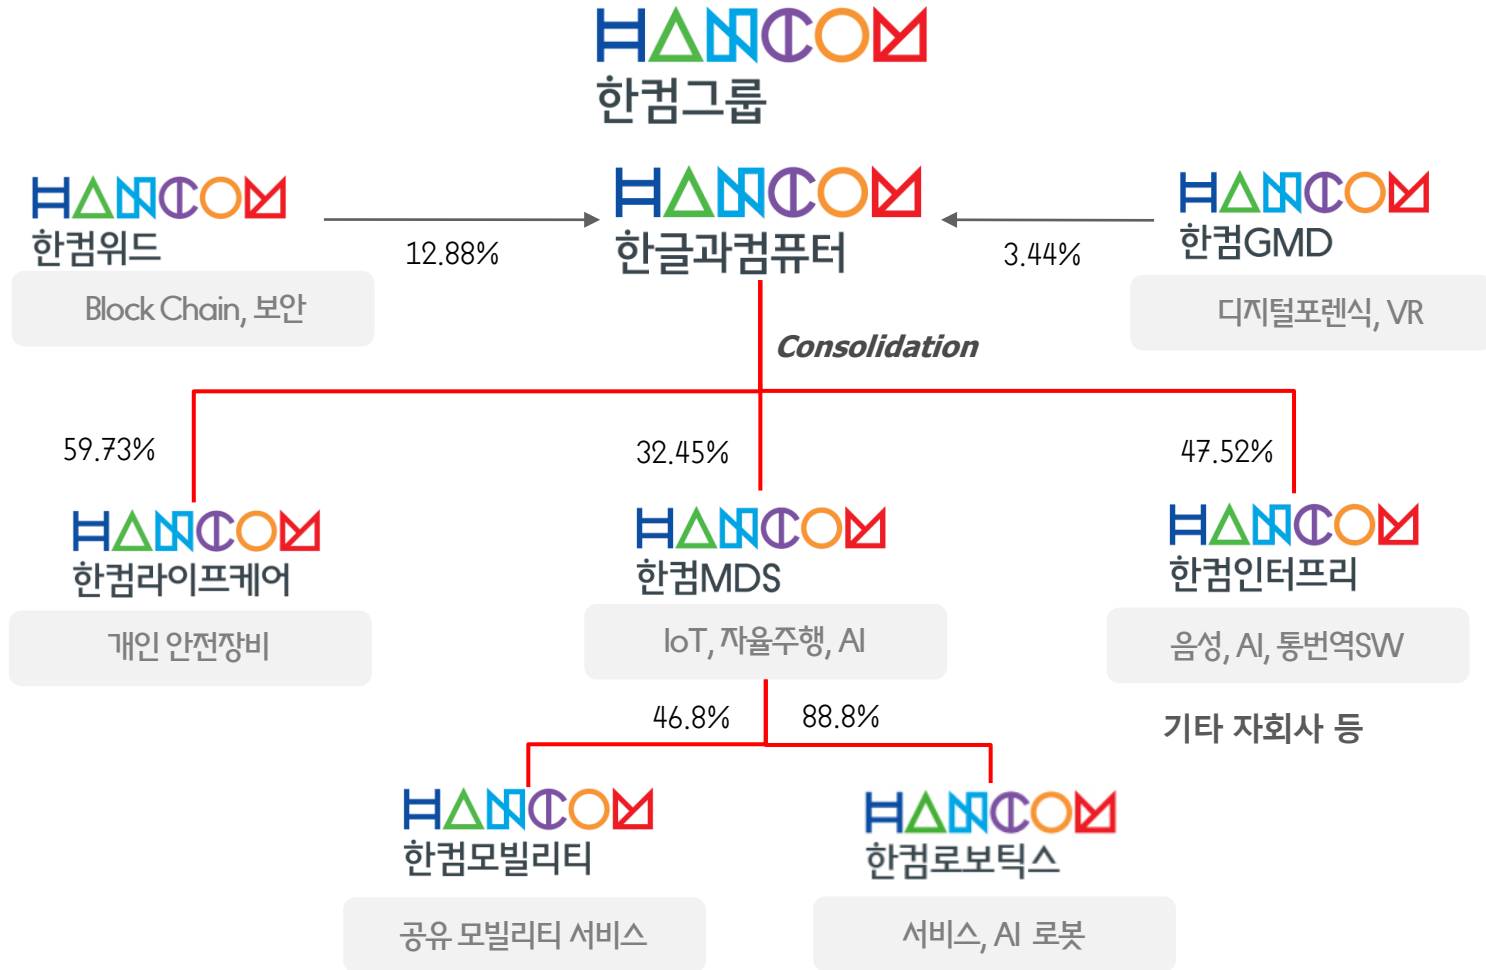 HANCOM
한컴그룹
HANCOM
한컴위드
12.88%
HANCOM
한글과컴퓨터
3.44%
HANCOM
한컴GMD
Block Chain, 보안
디지털포렌식, VR
Consolidation
59.73%
32.45%
47.52%
HANCOM
한컴라이프케어
HANCOM
한컴MDS
HANCOM
한컴인터프리
개인 안전장비
IoT, 자율주행, AI
음성, AI, 통번역SW
46.8%
88.8%
기타 자회사 등
HANCOM
한컴모빌리티
HANCOM
한컴로보틱스
공유 모빌리티 서비스
서비스, AI 로봇